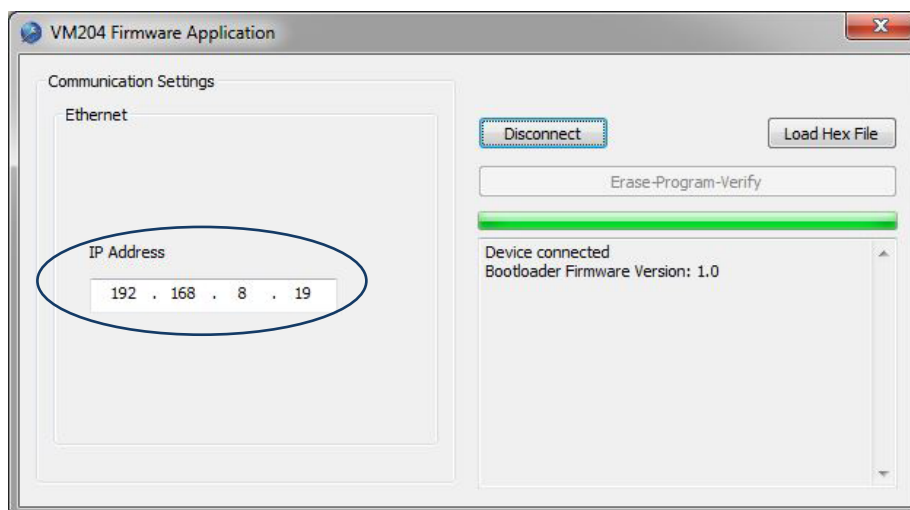 VM204 Firmware Application
Communication Settings
Ethernet
IP Address
192 . 168 . 8 . 19
Disconnect
Load Hex File
Erase-Program-Verify
Device connected
Bootloader Firmware Version: 1.0